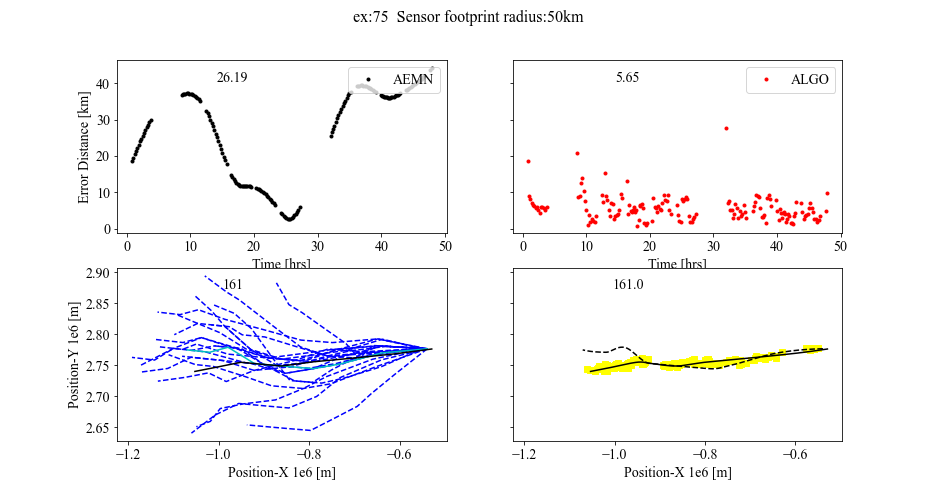 ex:75 Sensor footprint radius:50km
26.19
AEMN
Error Distance [km]
40
30
20
10
0
0 10 20 30 40 50
Time [hrs]
5.65
ALGO
0 10 20 30 40 50
Time [hrs]
161
Position-Y 1e6 [m]
2.90
2.85
2.80
2.75
2.70
2.65
−1.2 −1.0 −0.8 −0.6
Position-X 1e6 [m]
161.0
−1.2 −1.0 −0.8 −0.6
Position-X 1e6 [m]